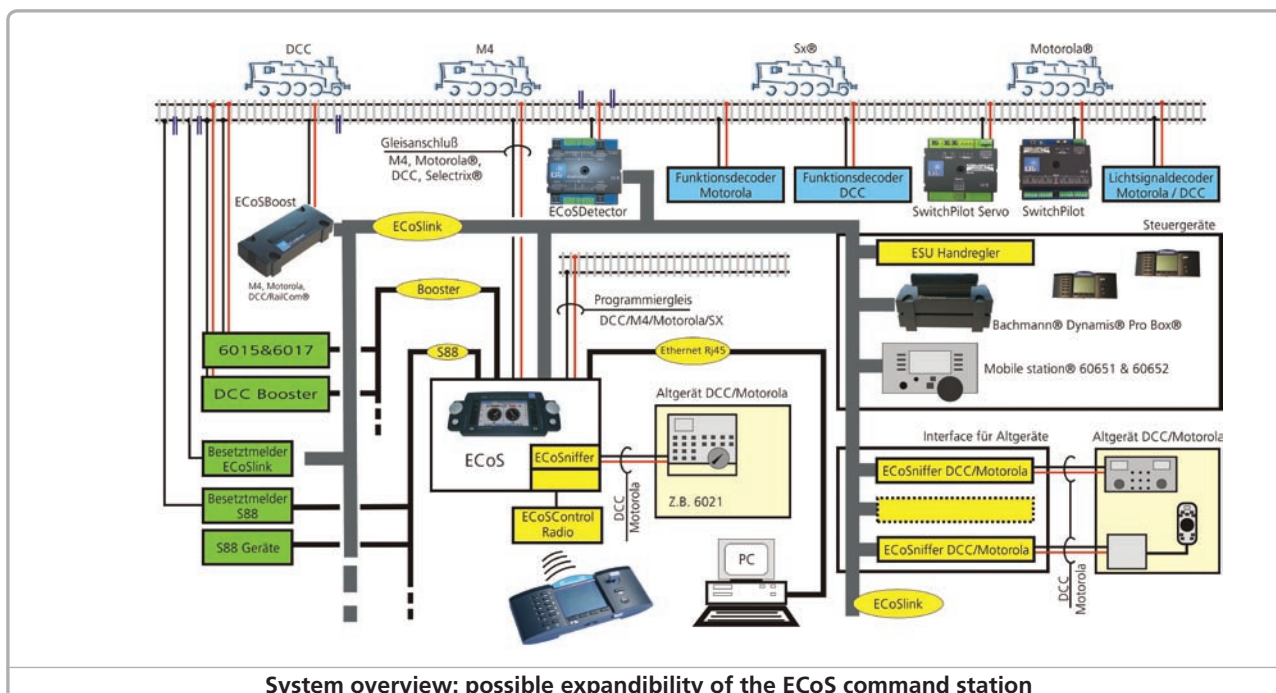 DCC
M4
Sx®
Motorola®
Gleisanschluß
M4, Motorola®,
DCC, Selectrix®
ECoSBoost
ECoSlink
ECoSDetector
Funktionsdecoder
Motorola
Funktionsdecoder
DCC
SwitchPilot Servo
SwitchPilot
Lichtsignaldecoder
Motorola / DCC
Steuergeräte
ESU Handregler
M4, Motorola,
DCC/RailCom®
Booster
Programmiergleis
DCC/M4/Motorola/SX
Bachmann® Dynamis® Pro Box®
6015&6017
S88
Ethernet Rj45
Mobile station® 60651 & 60652
DCC Booster
Altgerät DCC/Motorola
Besetztmelder
ECoSlink
ECoS
ECoSniffer
Z.B. 6021
DCC
Motorola
Interface für Altgeräte
Altgerät DCC/Motorola
ECoSniffer DCC/Motorola
Besetztmelder
S88
ECoSControl
Radio
S88 Geräte
PC
ECoSniffer DCC/Motorola
DCC
Motorola
ECoSlink
System overview: possible expandibility of the ECoS command station